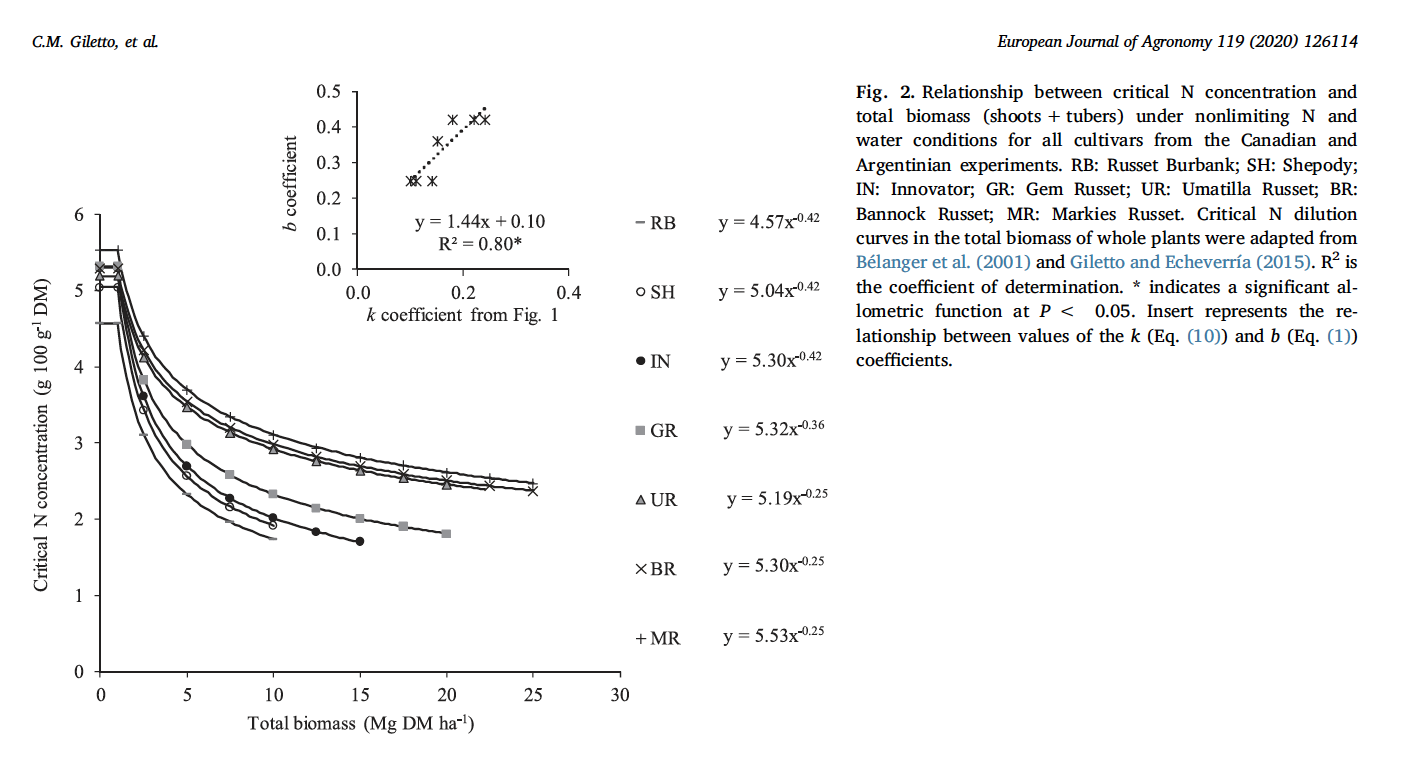 C.M. Giletto, et al.
European Journal of Agronomy 119 (2020) 126114
0.5
0.4
0.3
0.2
0.1
0.0
b coefficient
y = 1.44x + 0.10
R² = 0.80*
0.0 0.2 0.4
k coefficient from Fig. 1
6
5
4
3
2
1
0
Critical N concentration (g 100 g⁻¹ DM)
0 5 10 15 20 25 30
Total biomass (Mg DM ha⁻¹)
RB y = 4.57x⁻⁰·⁴²
SH y = 5.04x⁻⁰·⁴²
IN y = 5.30x⁻⁰·⁴²
GR y = 5.32x⁻⁰·³⁶
UR y = 5.19x⁻⁰·²⁵
BR y = 5.30x⁻⁰·²⁵
MR y = 5.53x⁻⁰·²⁵
Fig. 2. Relationship between critical N concentration and
total biomass (shoots + tubers) under nonlimiting N and
water conditions for all cultivars from the Canadian and
Argentinian experiments. RB: Russet Burbank; SH: Shepody;
IN: Innovator; GR: Gem Russet; UR: Umatilla Russet; BR:
Bannock Russet; MR: Markies Russet. Critical N dilution
curves in the total biomass of whole plants were adapted from
Bélanger et al. (2001) and Giletto and Echeverría (2015). R² is
the coefficient of determination. * indicates a significant al-
lometric function at P < 0.05. Insert represents the re-
lationship between values of the k (Eq. (10)) and b (Eq. (1))
coefficients.